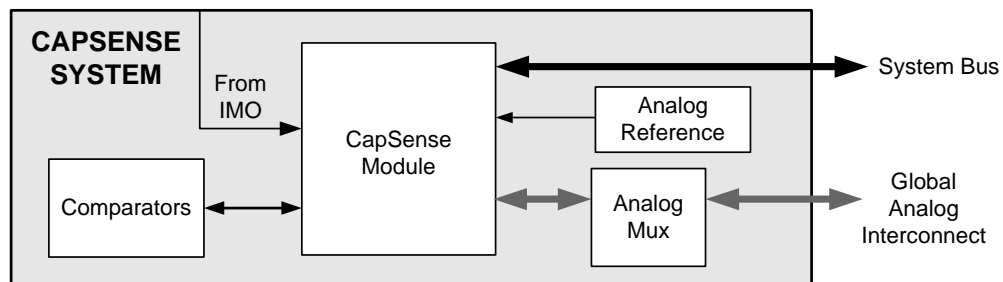 CAPSENSE
SYSTEM
From
IMO
CapSense
Module
Comparators
Analog
Reference
Analog
Mux
System Bus
Global
Analog
Interconnect